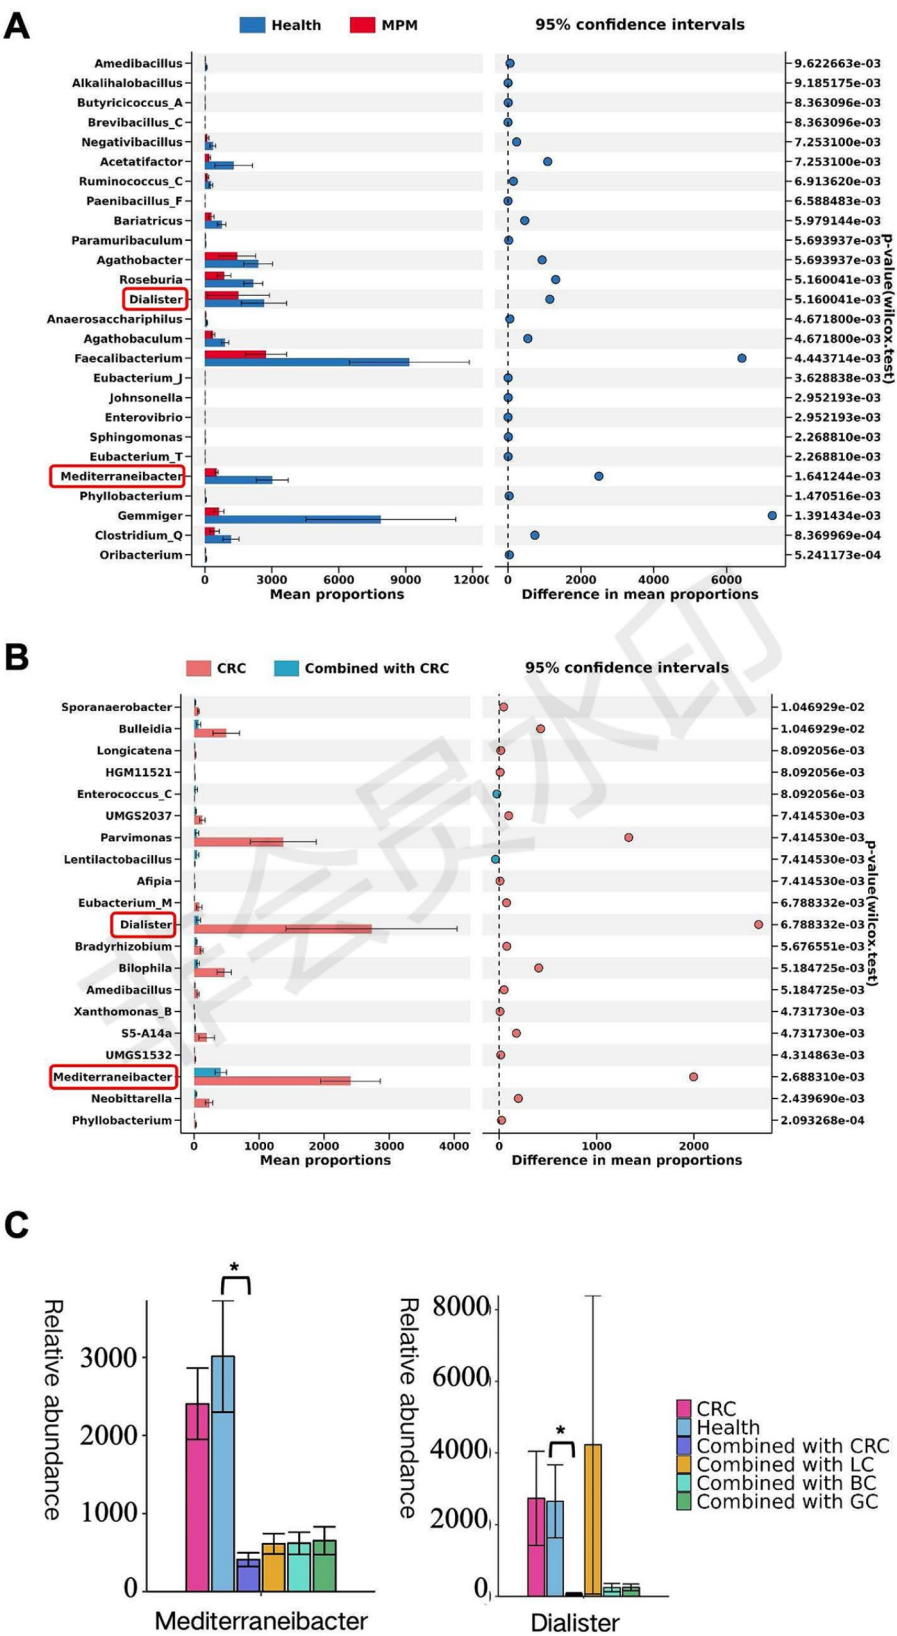 A
Health
MPM
95% confidence intervals
Amedibacillus
9.622663e-03
Alkalihalobacillus
9.185175e-03
Butyricicoccus_A
8.363096e-03
Brevibacillus_C
8.363096e-03
Negativibacillus
7.253100e-03
Acetatifactor
7.253100e-03
Ruminococcus_C
6.913620e-03
Paenibacillus_F
6.588483e-03
Bariatricus
5.979144e-03
Paramuribaculum
5.693937e-03
Agathobacter
5.693937e-03
Roseburia
5.160041e-03
Dialister
5.160041e-03
Anaerosacchariphilus
4.671800e-03
Agathobaculum
4.671800e-03
Faecalibacterium
4.443714e-03
Eubacterium_J
3.628838e-03
Johnsonella
2.952193e-03
Enterovibrio
2.952193e-03
Sphingomonas
2.268810e-03
Eubacterium_T
2.268810e-03
Mediterraneibacter
1.641244e-03
Phyllobacterium
1.470516e-03
Gemmiger
1.391434e-03
Clostridium_Q
8.369969e-04
Oribacterium
5.241173e-04
p-value(wilcox.test)
0 3000 6000 9000 12000
0 2000 4000 6000
Mean proportions
Difference in mean proportions
B
CRC
Combined with CRC
95% confidence intervals
Sporanaerobacter
1.046929e-02
Bulleidia
1.046929e-02
Longicatena
8.092056e-03
HGM11521
8.092056e-03
Enterococcus_C
8.092056e-03
UMGS2037
7.414530e-03
Parvimonas
7.414530e-03
Lentilactobacillus
7.414530e-03
Afipia
7.414530e-03
Eubacterium_M
6.788332e-03
Dialister
6.788332e-03
Bradyrhizobium
5.676551e-03
Bilophila
5.184725e-03
Amedibacillus
5.184725e-03
Xanthomonas_B
4.731730e-03
S5-A14a
4.731730e-03
UMGS1532
4.314863e-03
Mediterraneibacter
2.688310e-03
Neobittarella
2.439690e-03
Phyllobacterium
2.093268e-04
p-value(wilcox.test)
0 1000 2000 3000 4000
0 1000 2000
Mean proportions
Difference in mean proportions
非会员水印
C
Relative abundance
3000
2000
1000
0
*
Mediterraneibacter
Relative abundance
8000
6000
4000
2000
0
*
Dialister
CRC
Health
Combined with CRC
Combined with LC
Combined with BC
Combined with GC